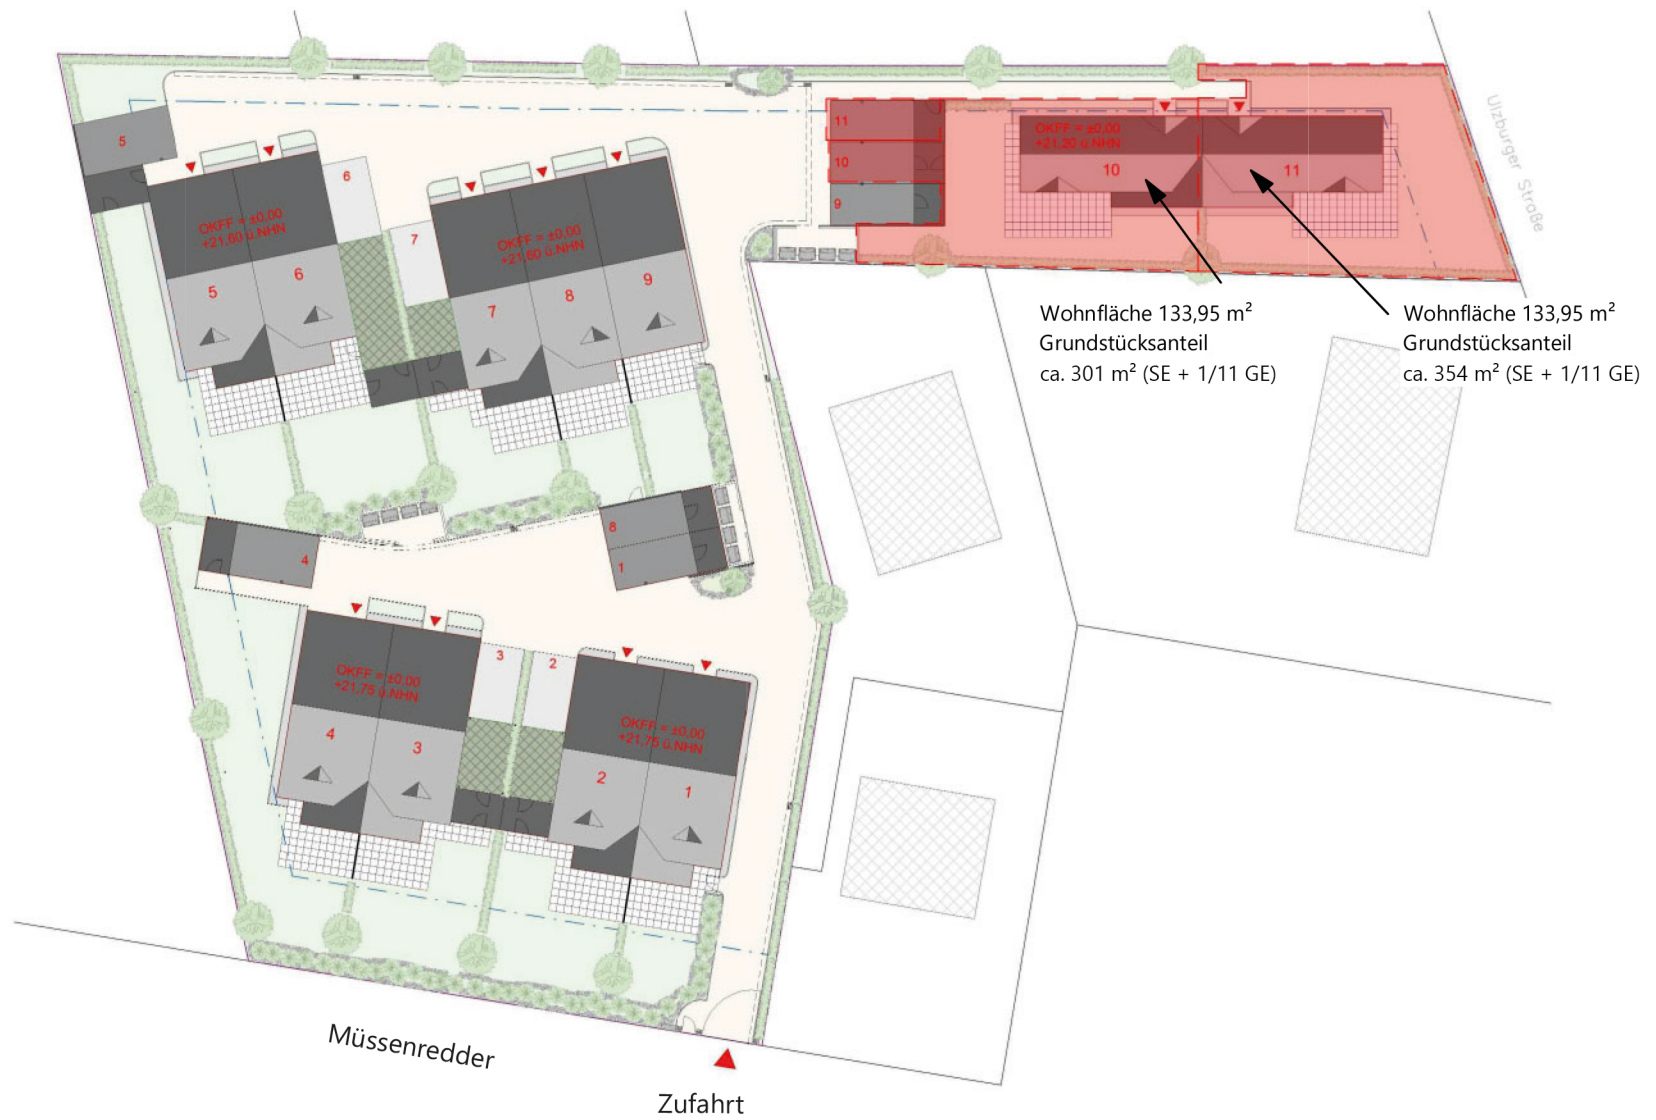 11
10
9
OKFF = ±0,00
+21,20 ü.NHN
10
11
Ulzburger Straße
Wohnfläche 133,95 m²
Grundstücksanteil
ca. 301 m² (SE + 1/11 GE)
Wohnfläche 133,95 m²
Grundstücksanteil
ca. 354 m² (SE + 1/11 GE)
5
6
7
OKFF = ±0,00
+21,60 ü.NHN
5
6
OKFF = ±0,00
+21,60 ü.NHN
7
8
9
4
8
1
3
2
OKFF = ±0,00
+21,75 ü.NHN
4
3
OKFF = ±0,00
+21,75 ü.NHN
2
1
Müssenredder
Zufahrt